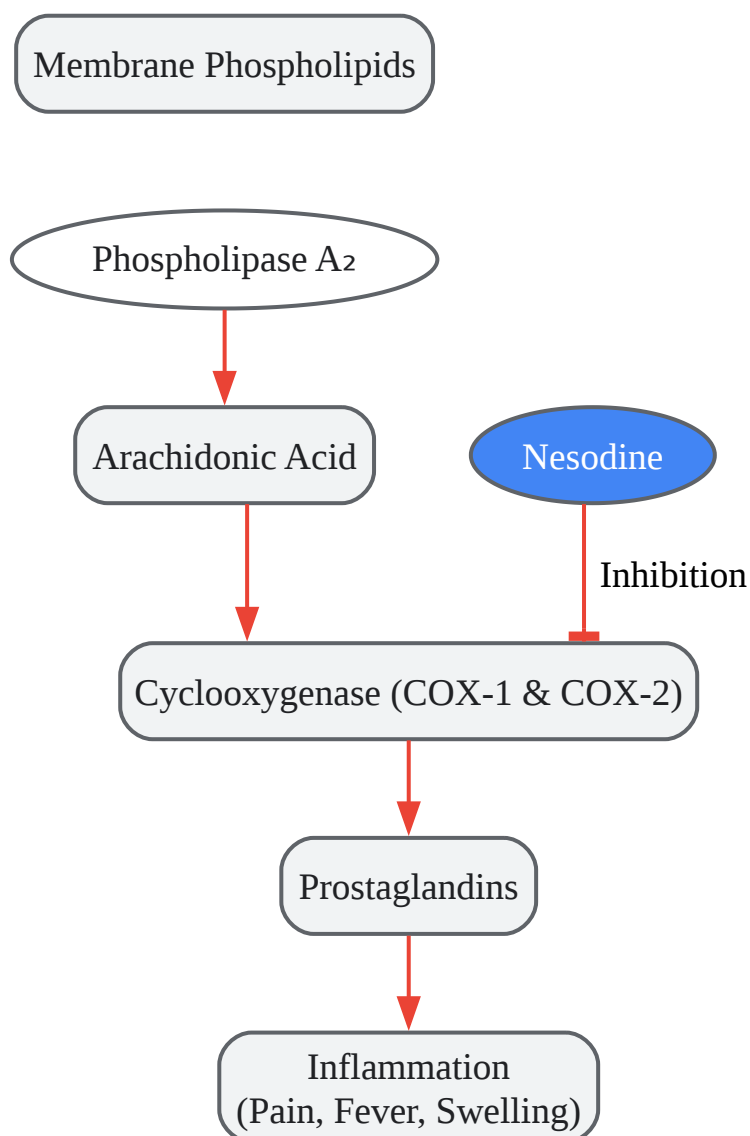 Membrane Phospholipids
Phospholipase A₂
Arachidonic Acid
Nesodine
Inhibition
Cyclooxygenase (COX-1 & COX-2)
Prostaglandins
Inflammation
(Pain, Fever, Swelling)